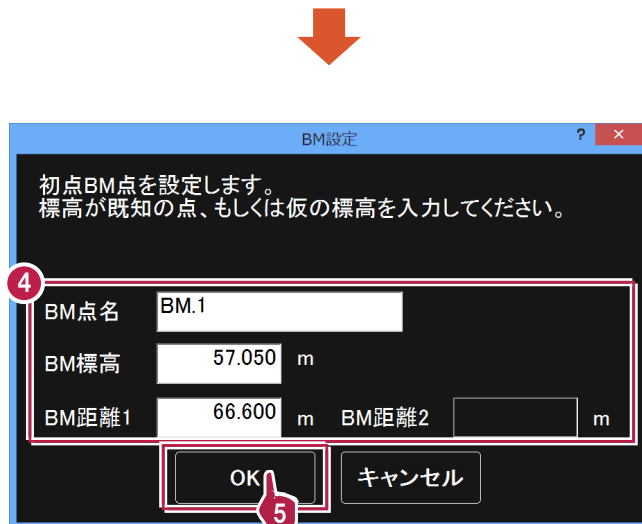 BM設定
? ×
初点BM点を設定します。
標高が既知の点、もしくは仮の標高を入力してください。
4
BM点名 BM.1
BM標高 57.050 m
BM距離1 66.600 m BM距離2 m
OK キャンセル
5